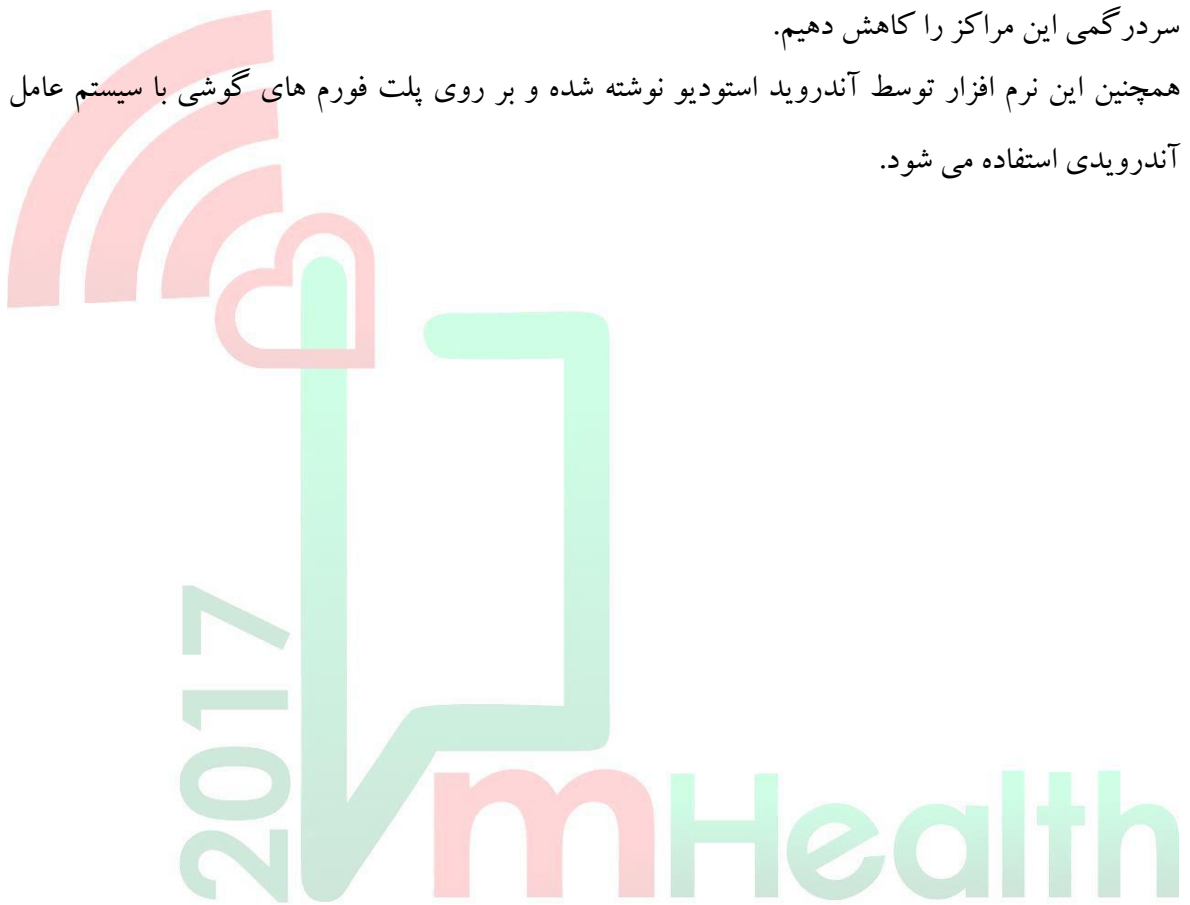 سردرگمی این مراکز را کاهش دهیم.
همچنین این نرم افزار توسط آندروید استودیو نوشته شده و بر روی پلت فورم های گوشی با سیستم عامل
آندرویدی استفاده می شود.
2017
mHealth